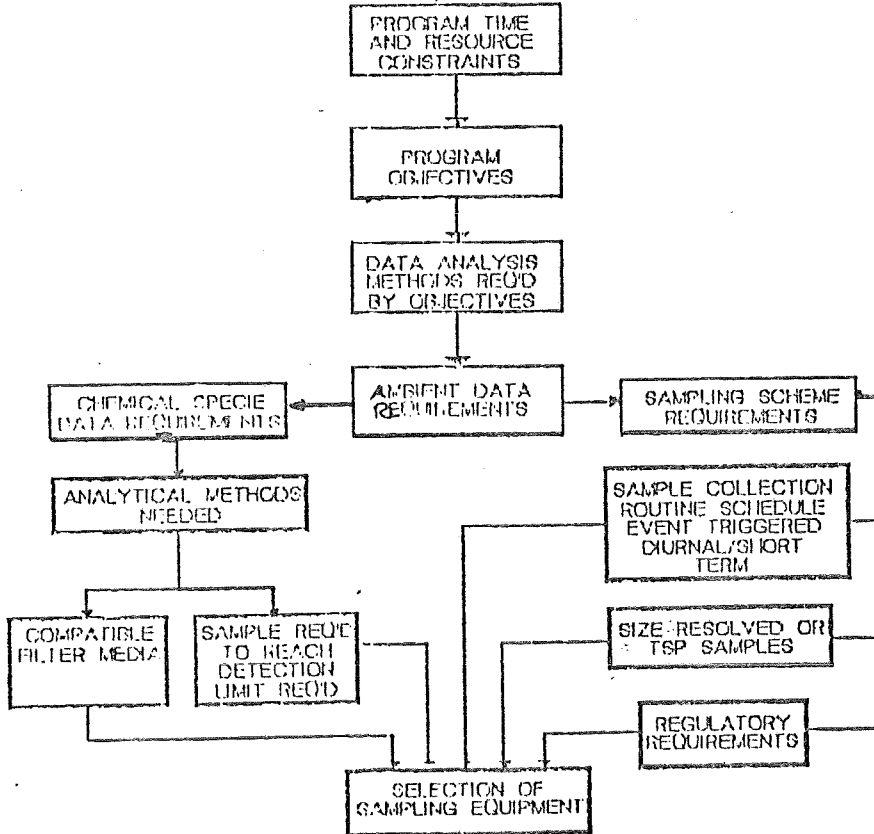 PROGRAM TIME
AND RESOURCE
CONSTRAINTS
PROGRAM
OBJECTIVES
DATA ANALYSIS
METHODS REQ'D
BY OBJECTIVES
AMBIENT DATA
REQUIREMENTS
CHEMICAL SPECIE
DATA REQUIREMENTS
SAMPLING SCHEME
REQUIREMENTS
ANALYTICAL METHODS
NEEDED
SAMPLE COLLECTION
ROUTINE SCHEDULE
EVENT TRIGGERED
DIURNAL/SHORT
TERM
COMPATIBLE
FILTER MEDIA
SAMPLE REQ'D
TO REACH
DETECTION
LIMIT REQ'D
SIZE-RESOLVED OR
TSP SAMPLES
REGULATORY
REQUIREMENTS
SELECTION OF
SAMPLING EQUIPMENT